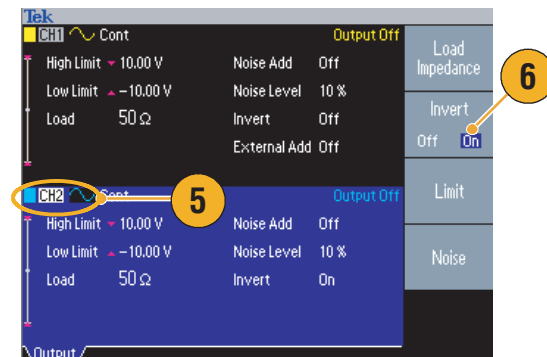 Tek
CH1 Cont Output Off
High Limit 10.00 V Noise Add Off
Low Limit -10.00 V Noise Level 10 %
Load 50 Ω Invert Off
External Add Off
CH2 Cont Output Off
High Limit 10.00 V Noise Add Off
Low Limit -10.00 V Noise Level 10 %
Load 50 Ω Invert On
Output
Load
Impedance
Invert
Off On
Limit
Noise
5
6